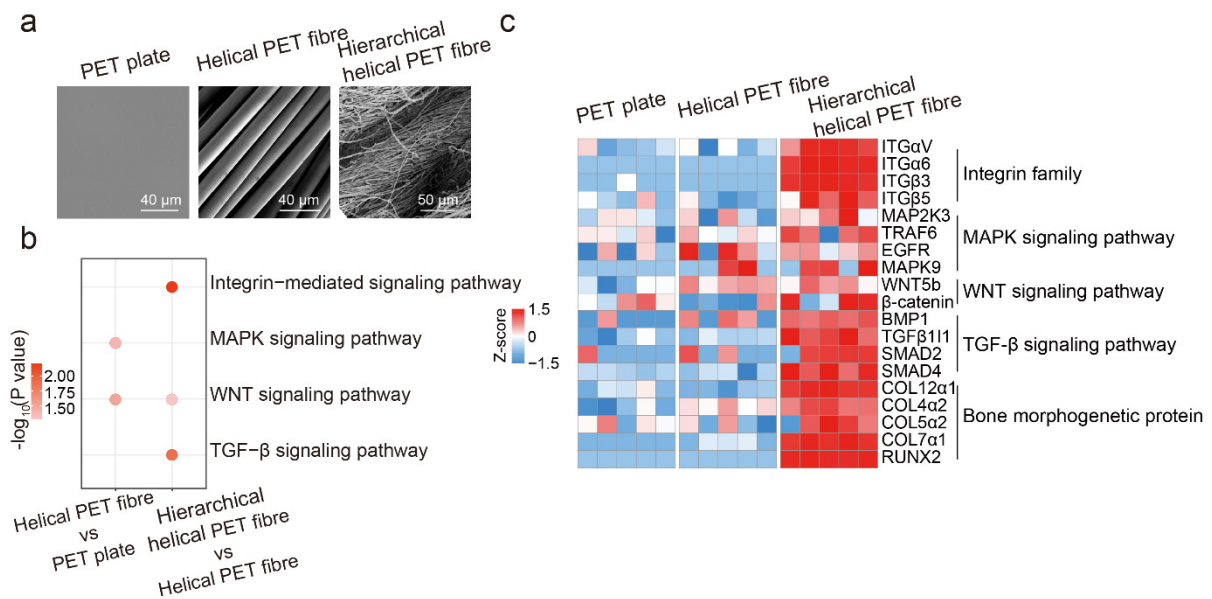 a
PET plate
Helical PET fibre
Hierarchical
helical PET fibre
40 μm
40 μm
50 μm
b
-log10(P value)
2.00
1.75
1.50
Integrin−mediated signaling pathway
MAPK signaling pathway
WNT signaling pathway
TGF−β signaling pathway
Helical PET fibre
vs
PET plate
Hierarchical
helical PET fibre
vs
Helical PET fibre
c
PET plate
Helical PET fibre
Hierarchical
helical PET fibre
Z-score
1.5
0
−1.5
ITGαV
ITGα6
ITGβ3
ITGβ5
MAP2K3
TRAF6
EGFR
MAPK9
WNT5b
β-catenin
BMP1
TGFβ1I1
SMAD2
SMAD4
COL12α1
COL4α2
COL5α2
COL7α1
RUNX2
Integrin family
MAPK signaling pathway
WNT signaling pathway
TGF-β signaling pathway
Bone morphogenetic protein